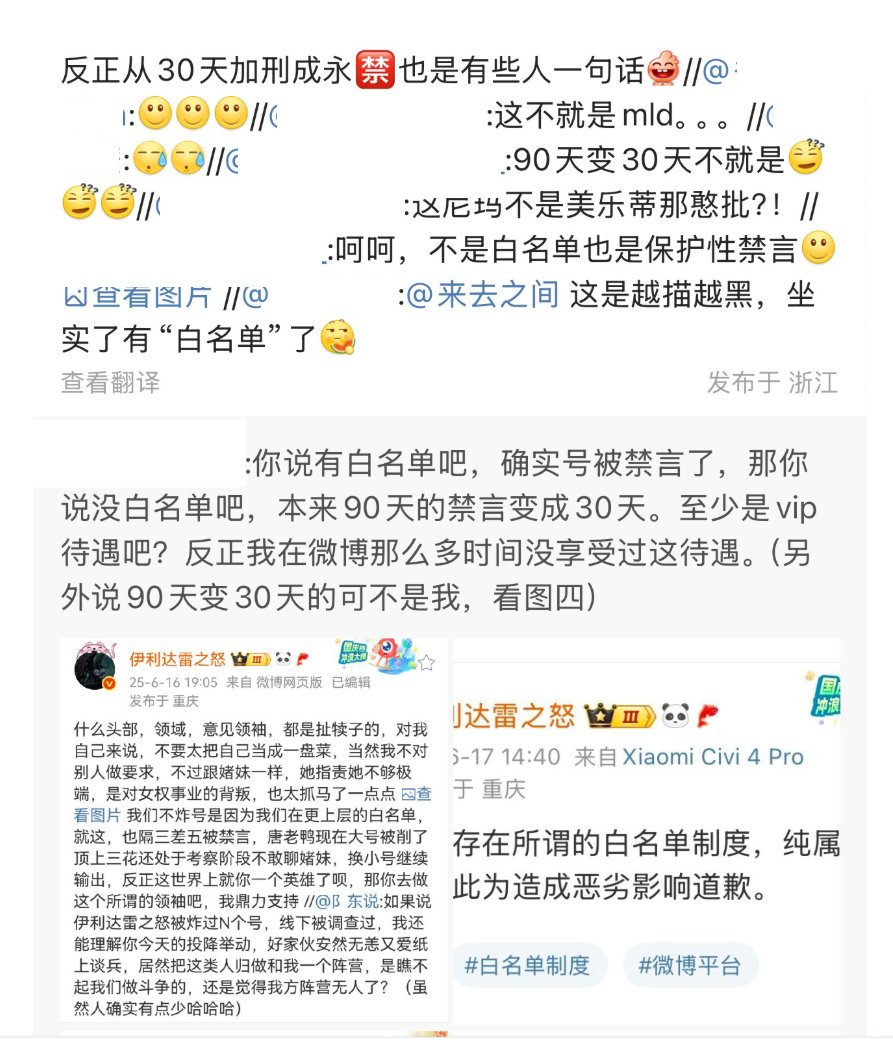 反正从30天加刑成永禁也是有些人一句话//@
:////@
:这不就是mld。。。//
://@
:90天变30天不就是
//
:这尼玛不是美乐蒂那憨批?！//
:呵呵，不是白名单也是保护性禁言
查看图片 //@
:@来去之间 这是越描越黑，坐
实了有“白名单”了
查看翻译
发布于 浙江
:你说有白名单吧，确实号被禁言了，那你
说没白名单吧，本来90天的禁言变成30天。至少是vip
待遇吧？反正我在微博那么多时间没享受过这待遇。（另
外说90天变30天的可不是我，看图四）
伊利达雷之怒 III
25-6-16 19:05 来自 微博网页版 已编辑
发布于 重庆
什么头部，领域，意见领袖，都是扯犊子的，对我
自己来说，不要太把自己当成一盘菜，当然我不对
别人做要求，不过跟媎妹一样，她指责她不够极
端，是对女权事业的背叛，也太抓马了一点点 查
看图片 我们不炸号是因为我们在更上层的白名单，
就这，也隔三差五被禁言，唐老鸭现在大号被削了
顶上三花还处于考察阶段不敢聊媎妹，换小号继续
输出，反正这世界上就你一个英雄了呗，那你去做
这个所谓的领袖吧，我鼎力支持 //@阝东说:如果说
伊利达雷之怒被炸过N个号，线下被调查过，我还
能理解你今天的投降举动，好家伙安然无恙又爱纸
上谈兵，居然把这类人归做和我一个阵营，是瞧不
起我们做斗争的，还是觉得我方阵营无人了？（虽
然人确实有点少哈哈哈）
达雷之怒 III
-17 14:40 来自 Xiaomi Civi 4 Pro
于 重庆
存在所谓的白名单制度，纯属
此为造成恶劣影响道歉。
#白名单制度 #微博平台